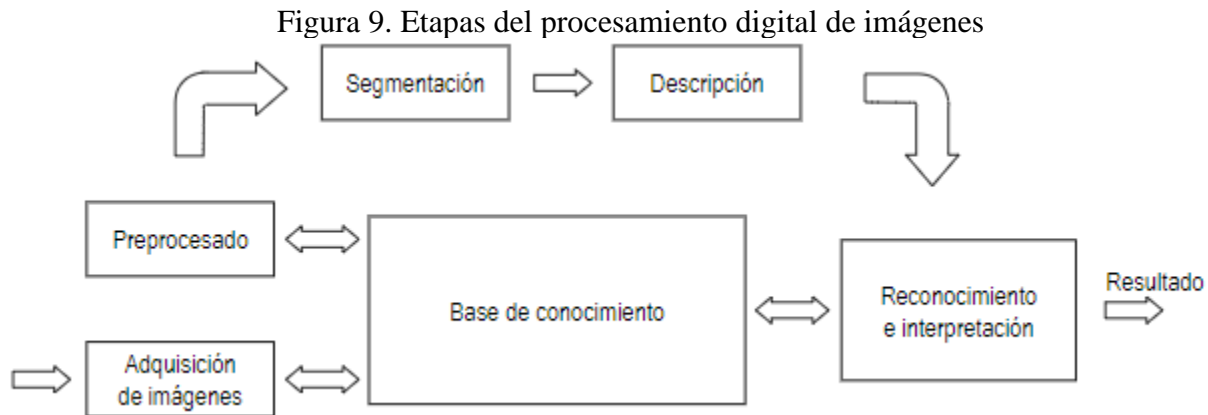 Figura 9. Etapas del procesamiento digital de imágenes
Segmentación
Descripción
Preprocesado
Base de conocimiento
Reconocimiento
e interpretación
Resultado
Adquisición
de imágenes